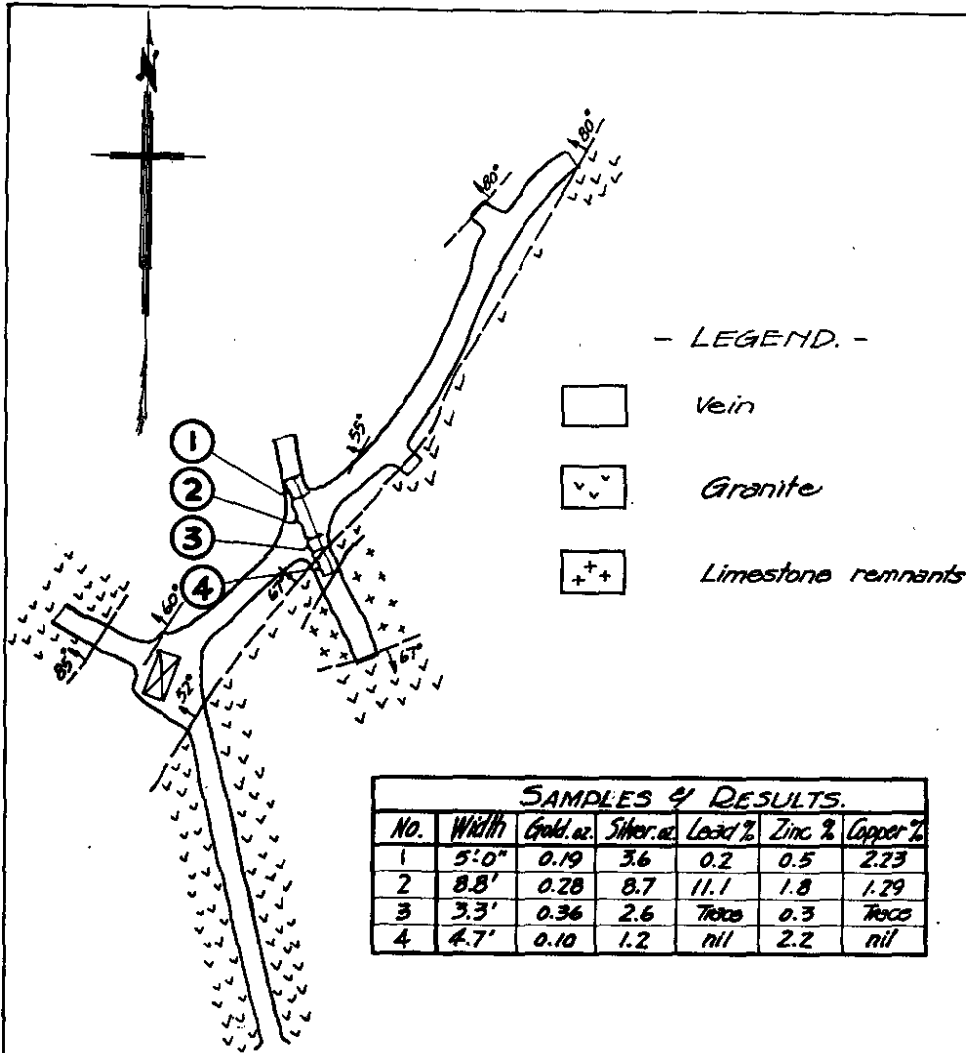 N
80°
80°
- LEGEND. -
Vein
55°
1
2
Granite
3
Limestone remnants
4
67°
60°
85°
67°
52°
SAMPLES & RESULTS.
No. Width Gold.oz. Silver.oz Lead % Zinc % Copper %
1 5'0" 0.19 3.6 0.2 0.5 2.23
2 8.8' 0.28 8.7 11.1 1.8 1.29
3 3.3' 0.36 2.6 Trace 0.3 Trace
4 4.7' 0.10 1.2 nil 2.2 nil